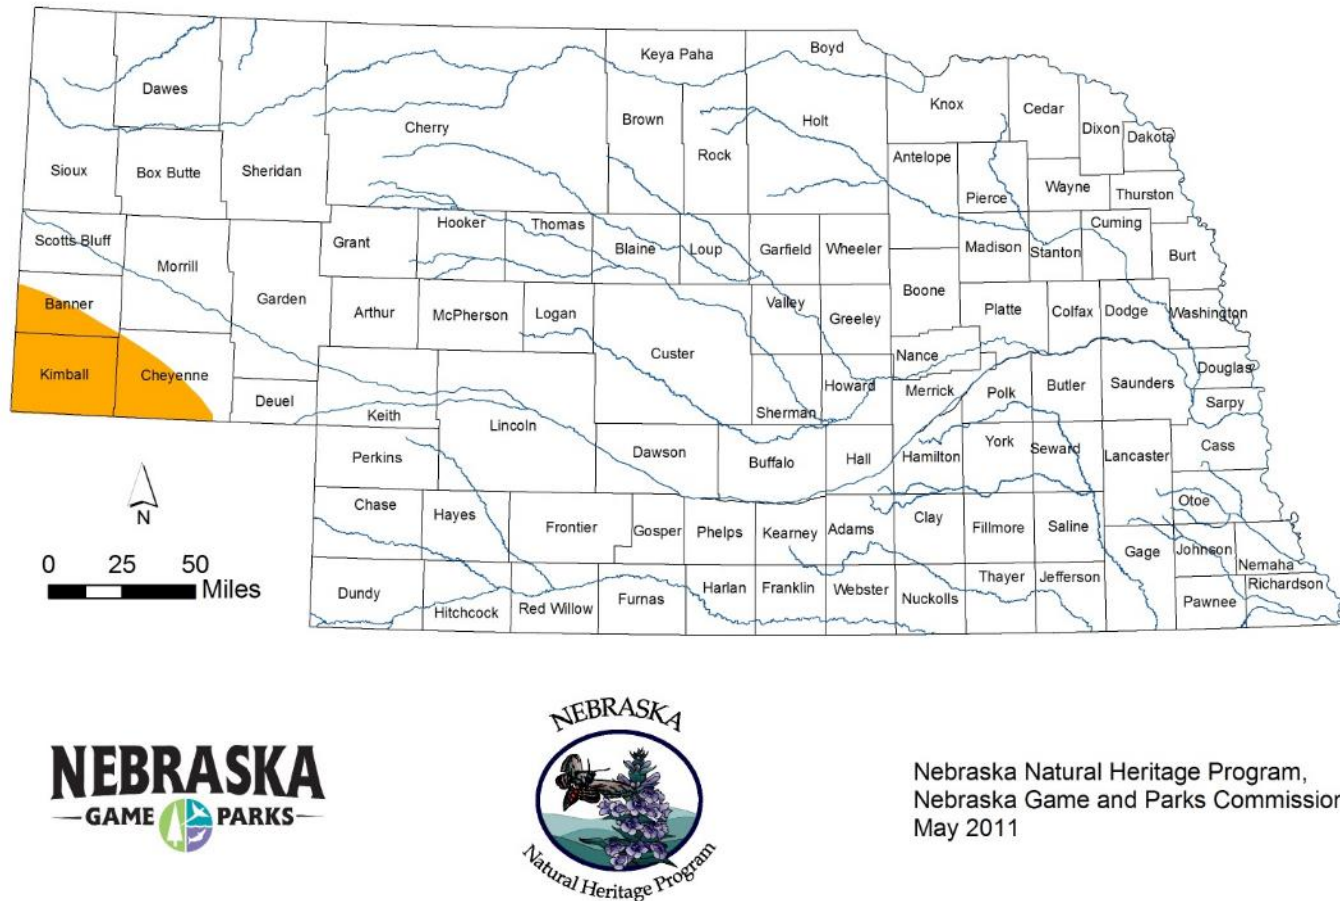 Boyd
Keya Paha
Dawes
Knox
Cedar
Brown
Holt
Cherry
Dixon
Dakota
Rock
Antelope
Sioux
Box Butte
Sheridan
Wayne
Thurston
Pierce
Hooker
Thomas
Cuming
Scotts Bluff
Grant
Blaine
Loup
Garfield
Wheeler
Madison
Stanton
Burt
Morrill
Garden
Boone
Banner
Valley
Arthur
McPherson
Logan
Greeley
Platte
Colfax
Dodge
Washington
Custer
Nance
Kimball
Cheyenne
Douglas
Howard
Merrick
Polk
Butler
Saunders
Deuel
Keith
Sherman
Sarpy
Lincoln
York
Seward
Cass
Perkins
Dawson
Buffalo
Hall
Hamilton
Lancaster
Chase
Hayes
Otoe
Frontier
Gosper
Phelps
Kearney
Adams
Clay
Fillmore
Saline
Gage
Johnson
Nemaha
Dundy
Hitchcock
Red Willow
Furnas
Harlan
Franklin
Webster
Nuckolls
Thayer
Jefferson
Richardson
Pawnee
N
0 25 50
Miles
NEBRASKA
GAME PARKS
NEBRASKA
Natural Heritage Program
Nebraska Natural Heritage Program,
Nebraska Game and Parks Commission
May 2011